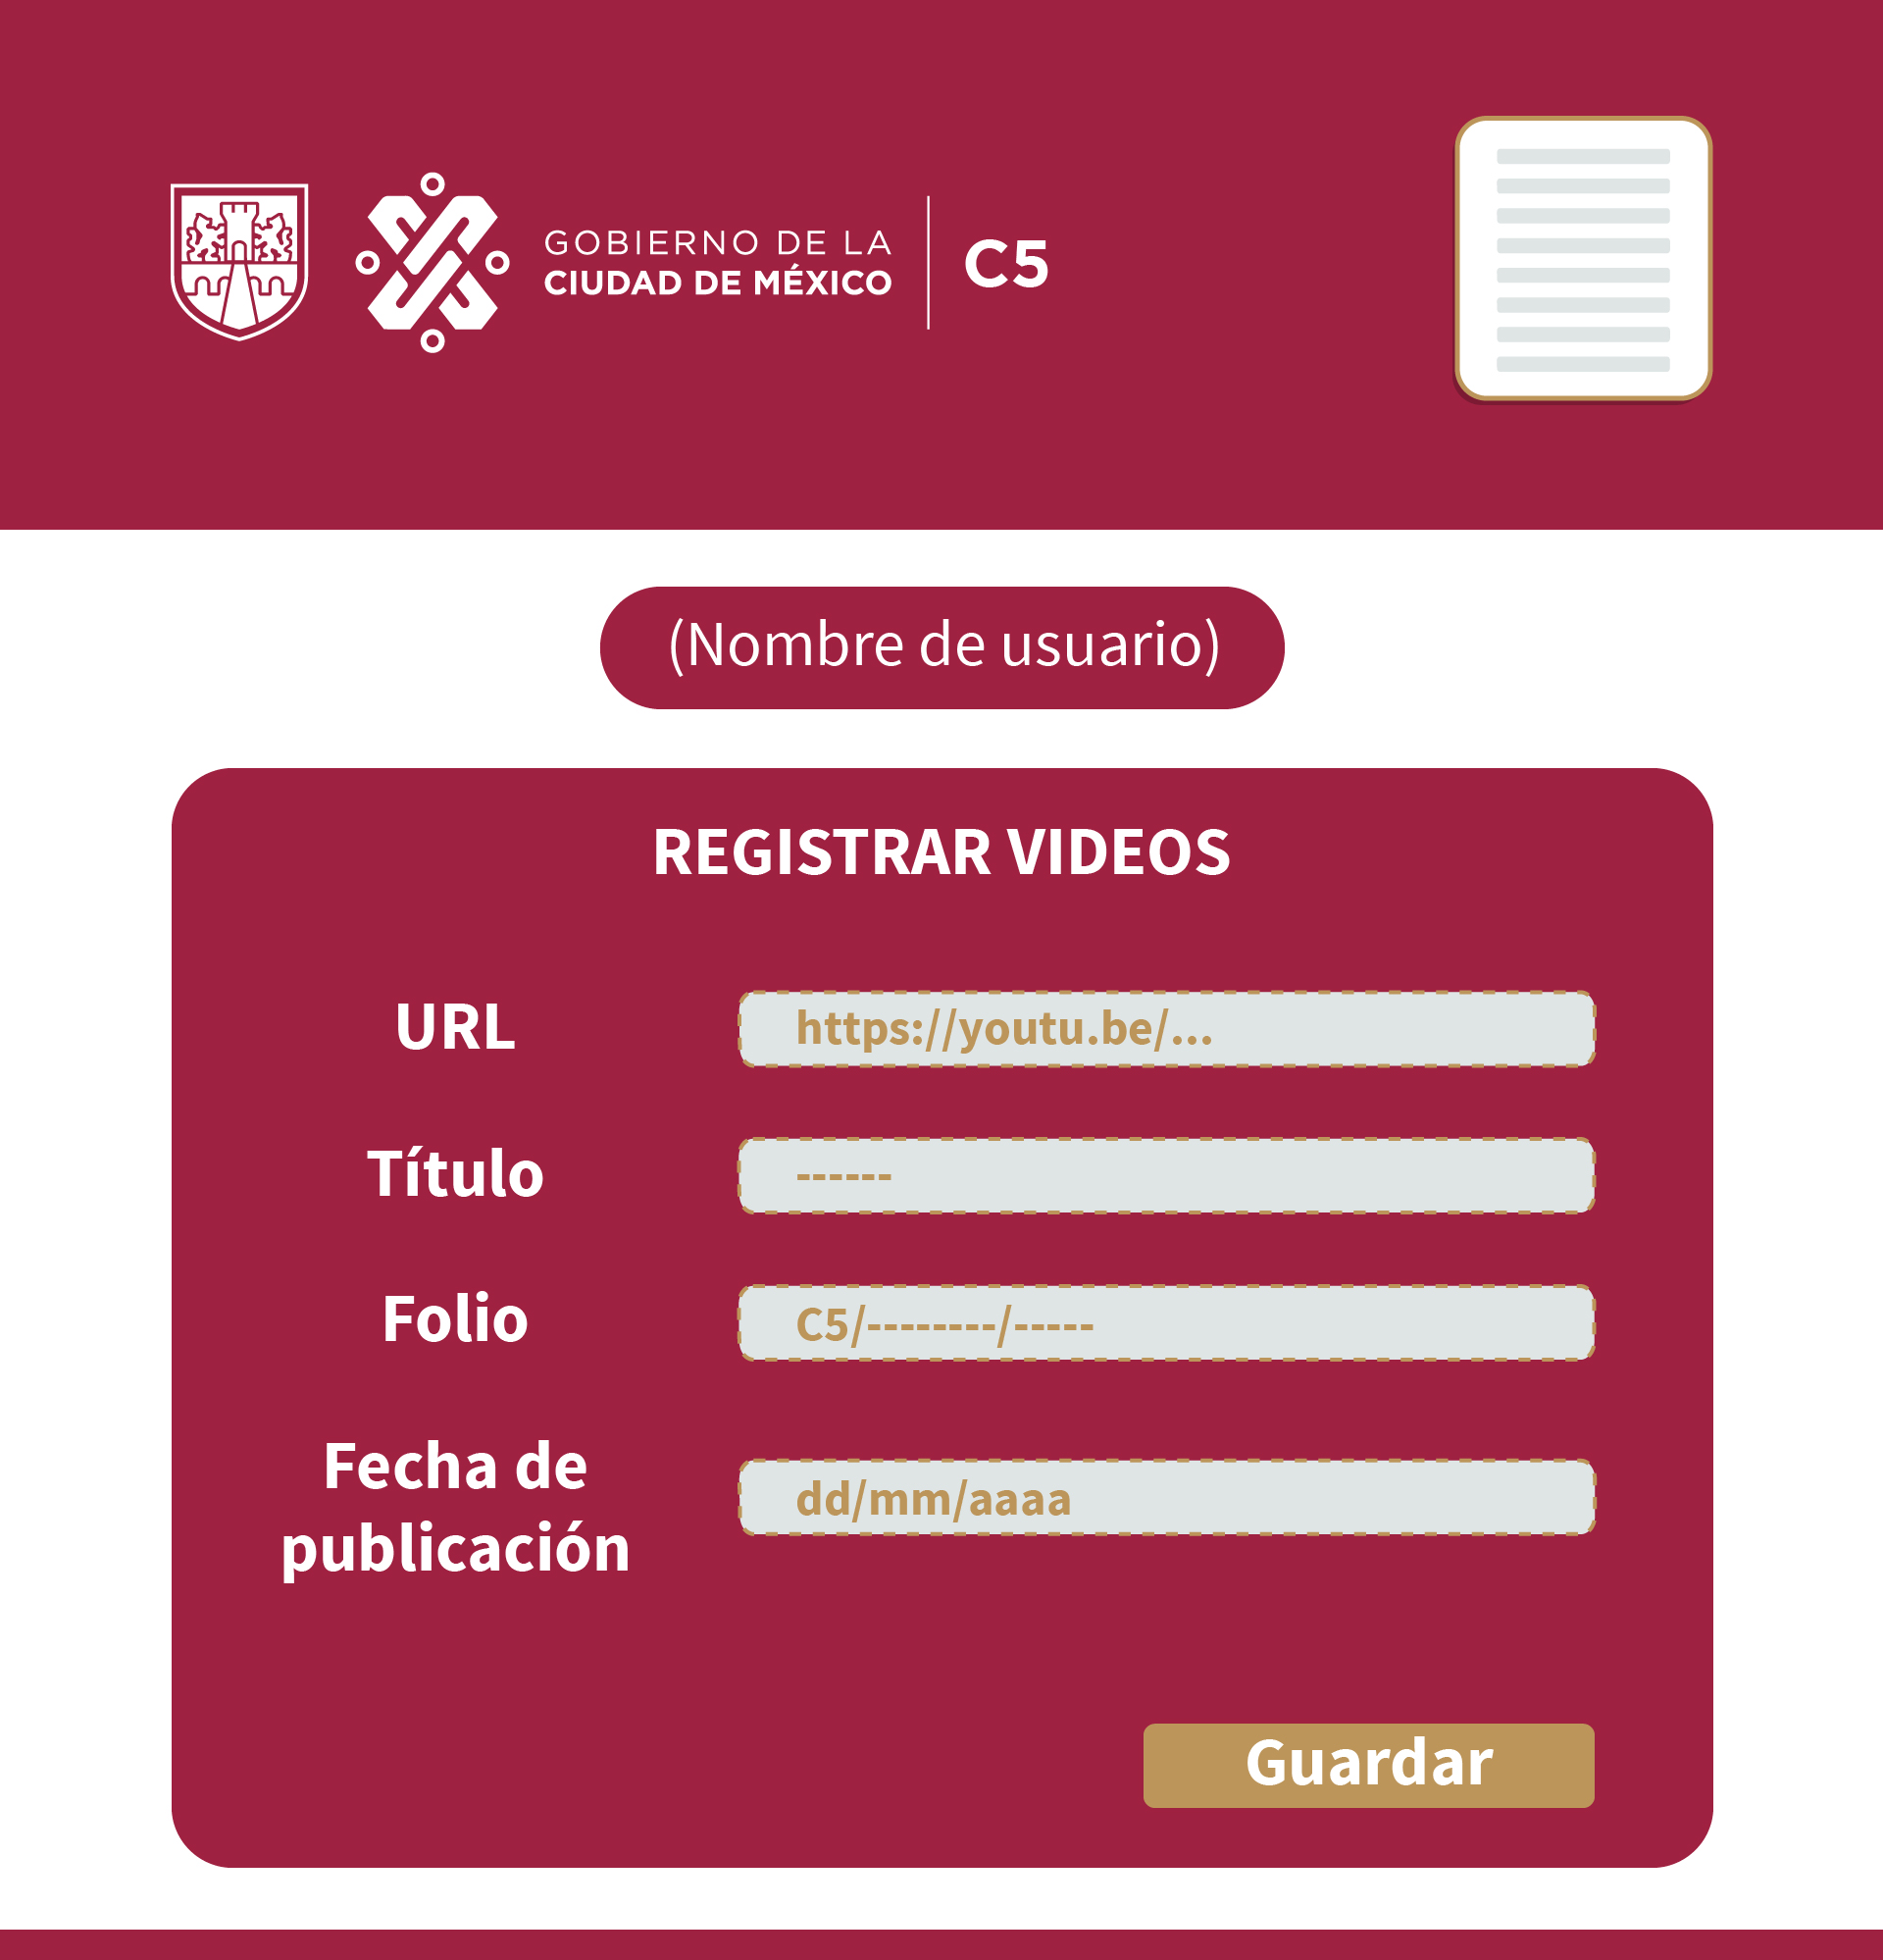 GOBIERNO DE LA
CIUDAD DE MÉXICO
C5
(Nombre de usuario)
REGISTRAR VIDEOS
URL
https://youtu.be/...
Título
------
Folio
C5/--------/-----
Fecha de
publicación
dd/mm/aaaa
Guardar